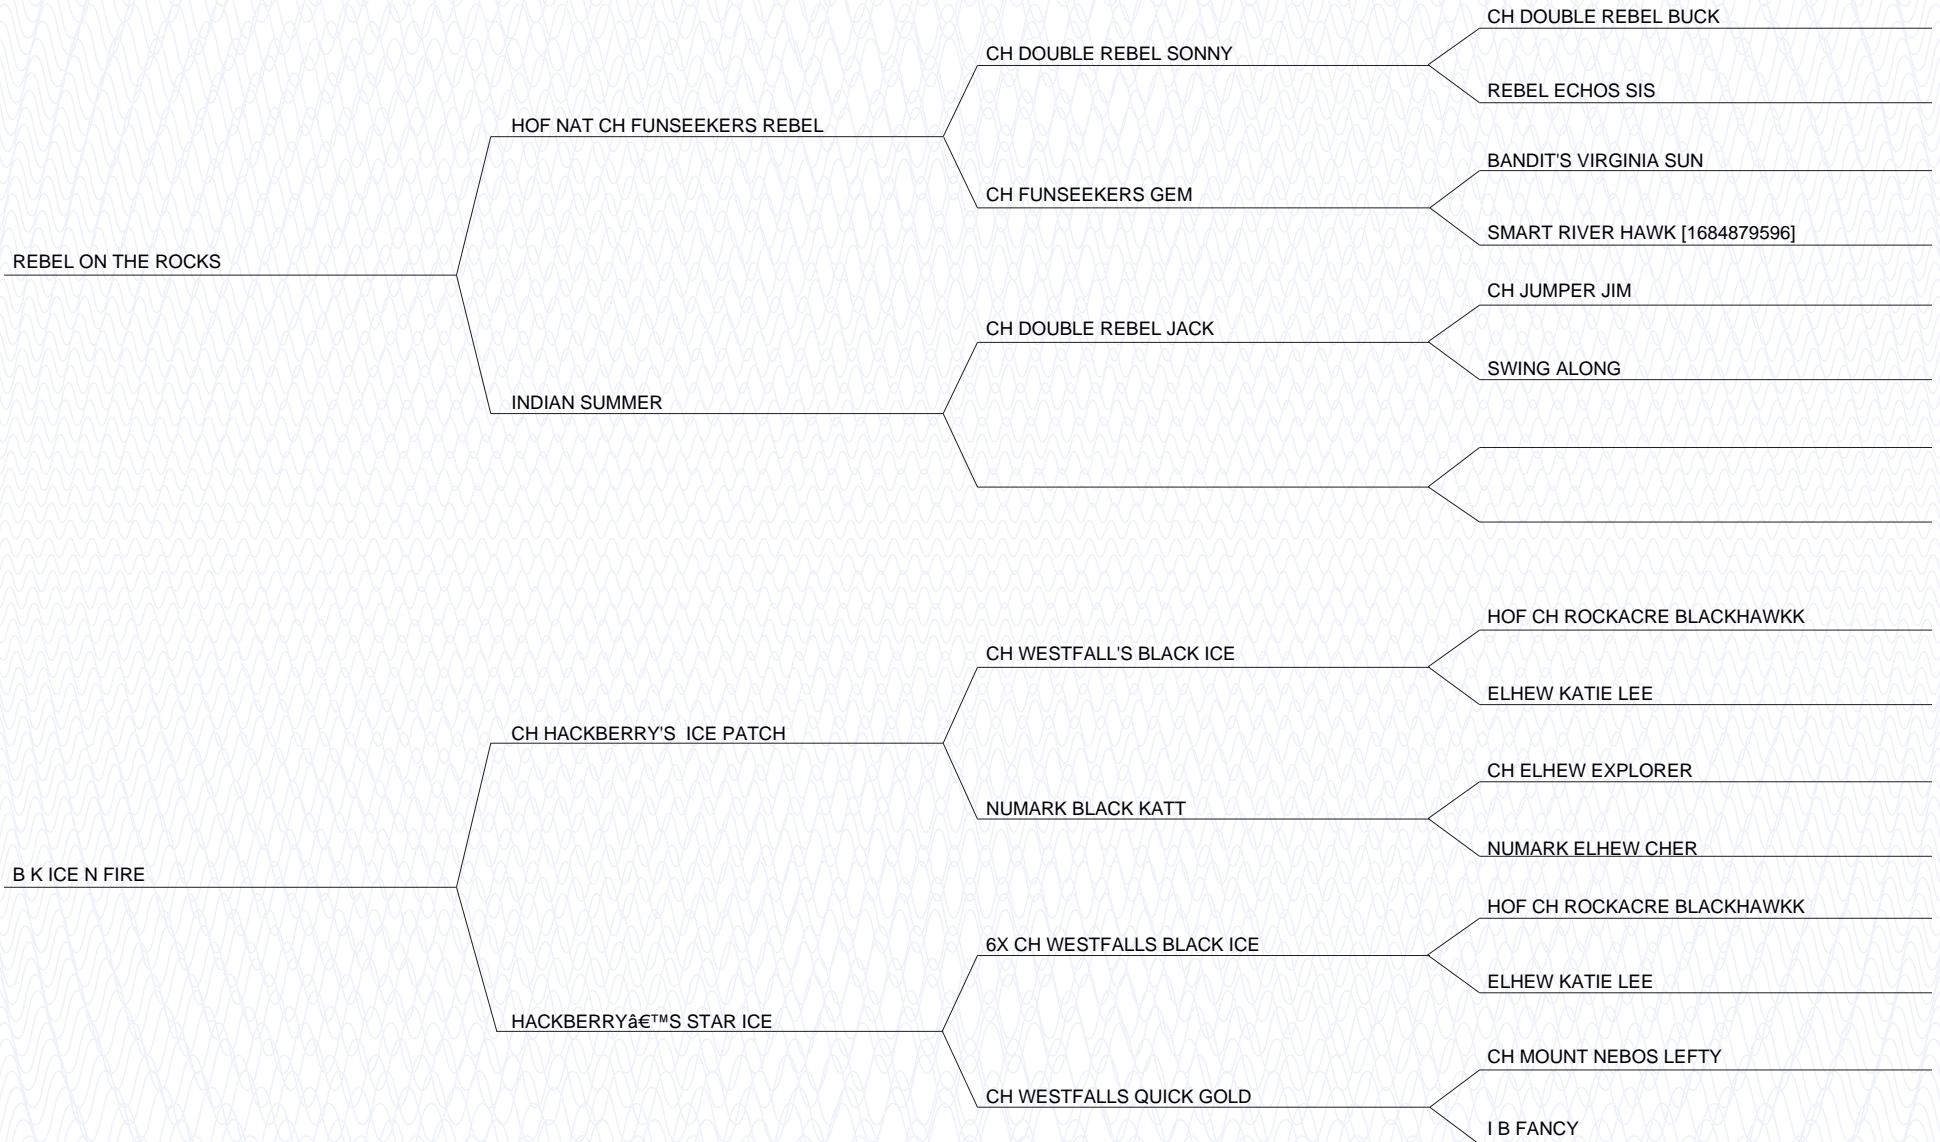 CH DOUBLE REBEL BUCK
CH DOUBLE REBEL SONNY
REBEL ECHOS SIS
HOF NAT CH FUNSEEKERS REBEL
BANDIT'S VIRGINIA SUN
CH FUNSEEKERS GEM
SMART RIVER HAWK [1684879596]
REBEL ON THE ROCKS
CH JUMPER JIM
CH DOUBLE REBEL JACK
SWING ALONG
INDIAN SUMMER
HOF CH ROCKACRE BLACKHAWKK
CH WESTFALL'S BLACK ICE
ELHEW KATIE LEE
CH HACKBERRY'S  ICE PATCH
CH ELHEW EXPLORER
NUMARK BLACK KATT
NUMARK ELHEW CHER
B K ICE N FIRE
HOF CH ROCKACRE BLACKHAWKK
6X CH WESTFALLS BLACK ICE
ELHEW KATIE LEE
HACKBERRYâ€™S STAR ICE
CH MOUNT NEBOS LEFTY
CH WESTFALLS QUICK GOLD
I B FANCY